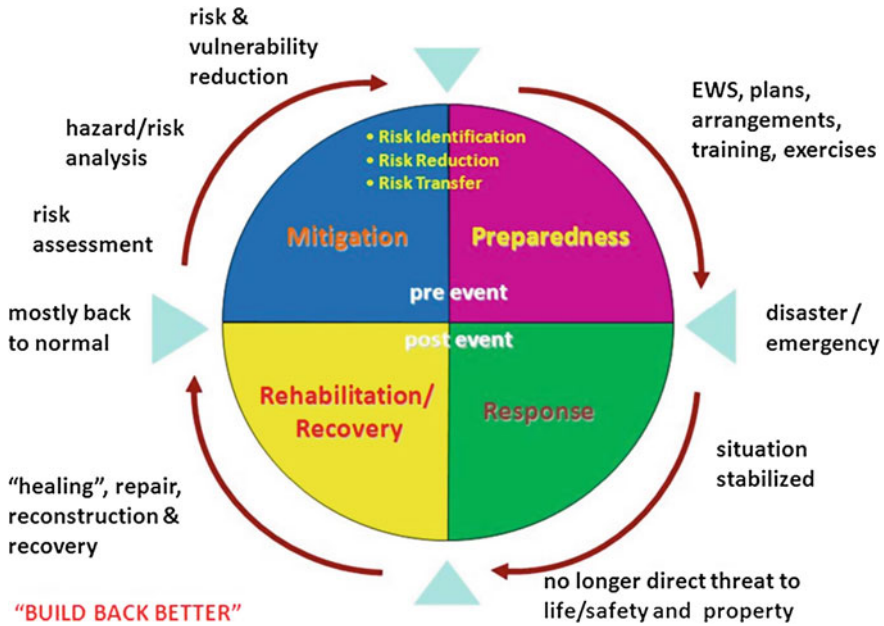 risk &
vulnerability
reduction
hazard/risk
analysis
risk
assessment
mostly back
to normal
• Risk Identification
• Risk Reduction
• Risk Transfer
Mitigation
Preparedness
pre event
post event
Rehabilitation/
Recovery
Response
EWS, plans,
arrangements,
training, exercises
disaster /
emergency
situation
stabilized
no longer direct threat to
life/safety and property
“healing”, repair,
reconstruction &
recovery
“BUILD BACK BETTER”